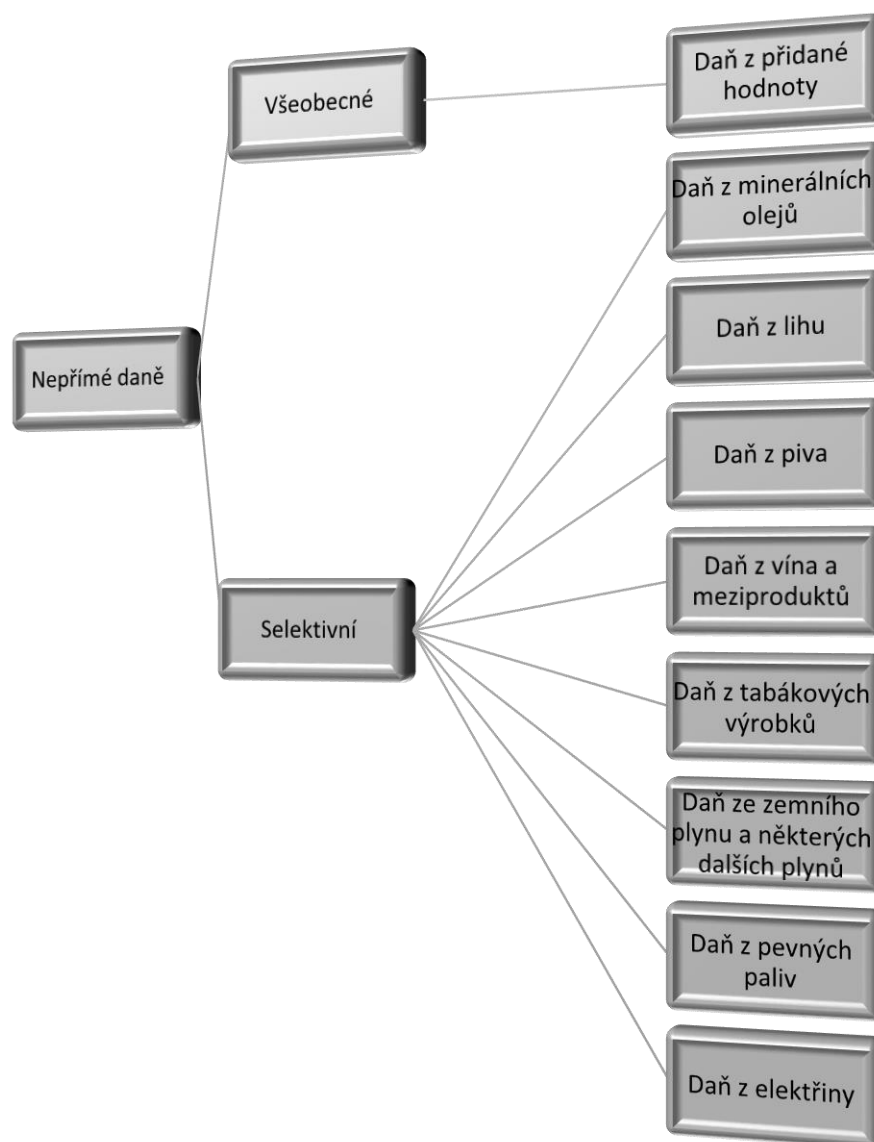 Nepřímé daně
Všeobecné
Daň z přidané
hodnoty
Selektivní
Daň z minerálních
olejů
Daň z lihu
Daň z piva
Daň z vína a
meziproduktů
Daň z tabákových
výrobků
Daň ze zemního
plynu a některých
dalších plynů
Daň z pevných
paliv
Daň z elektřiny